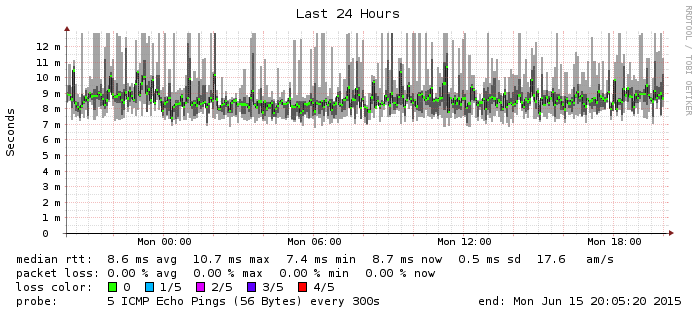 Last 24 Hours
RRDTOOL / TOBI OETIKER
Seconds
12 m
11 m
10 m
9 m
8 m
7 m
6 m
5 m
4 m
3 m
2 m
1 m
0
Mon 00:00 Mon 06:00 Mon 12:00 Mon 18:00
median rtt: 8.6 ms avg 10.7 ms max 7.4 ms min 8.7 ms now 0.5 ms sd 17.6 am/s
packet loss: 0.00 % avg 0.00 % max 0.00 % min 0.00 % now
loss color: 0 1/5 2/5 3/5 4/5
probe: 5 ICMP Echo Pings (56 Bytes) every 300s end: Mon Jun 15 20:05:20 2015